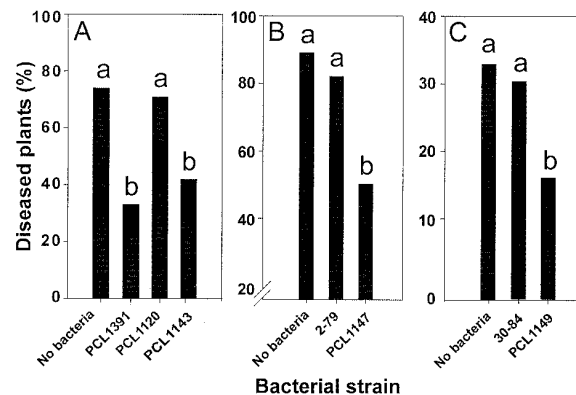 Diseased plants (%)
A
100
80
60
40
20
0
a
b
a
b
No bacteria
PCL1391
PCL1120
PCL1143
B
100
80
60
40
20
a
a
b
No bacteria
2-79
PCL1147
C
40
30
20
10
0
a
a
b
No bacteria
30-84
PCL1149
Bacterial strain